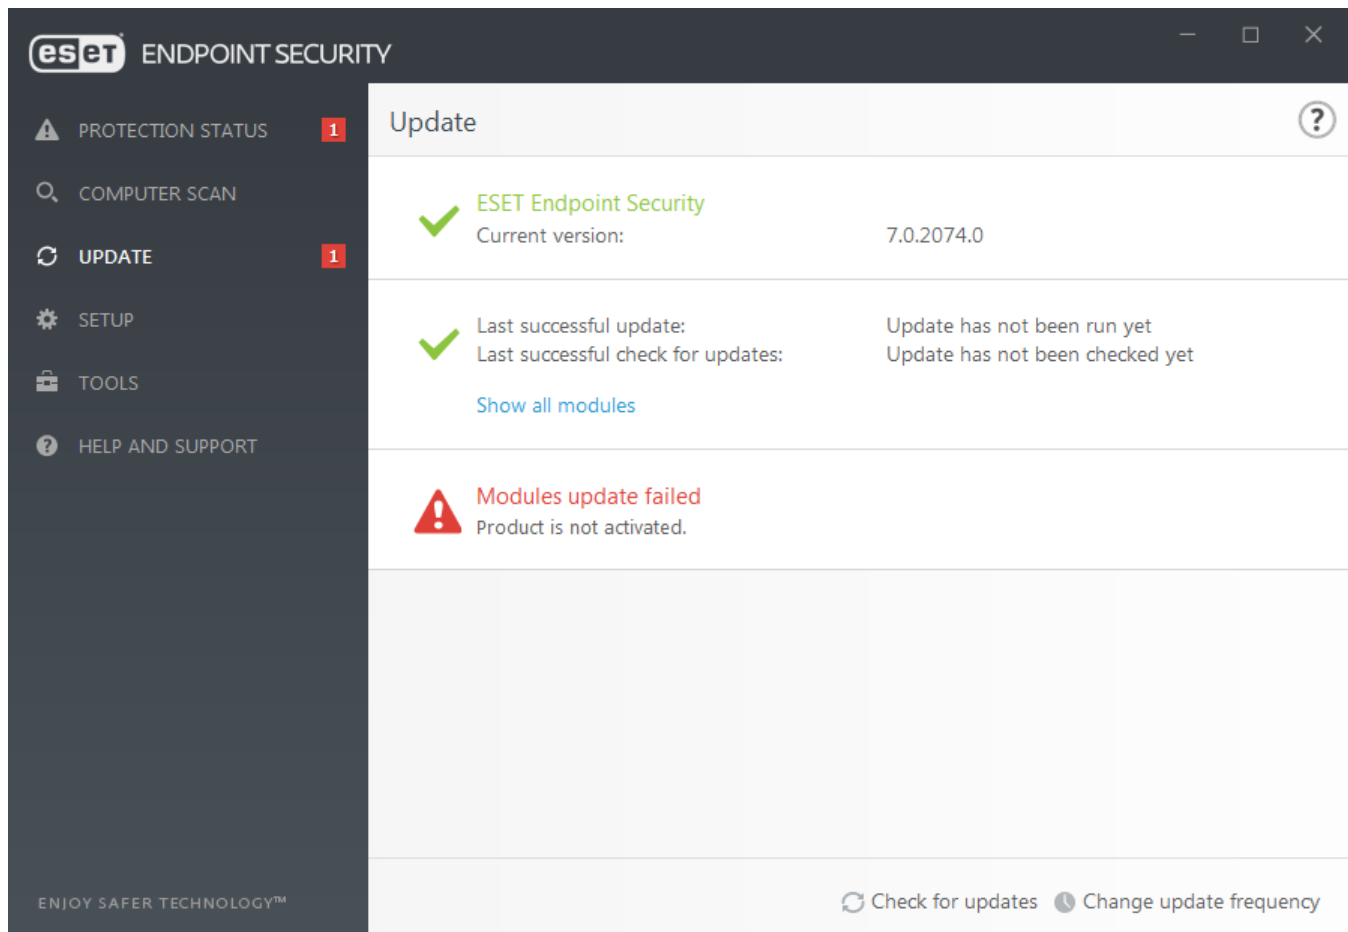 eset ENDPOINT SECURITY
PROTECTION STATUS 1
COMPUTER SCAN
UPDATE 1
SETUP
TOOLS
HELP AND SUPPORT
ENJOY SAFER TECHNOLOGY™
Update
?
ESET Endpoint Security
Current version: 7.0.2074.0
Last successful update: Update has not been run yet
Last successful check for updates: Update has not been checked yet
Show all modules
Modules update failed
Product is not activated.
Check for updates Change update frequency